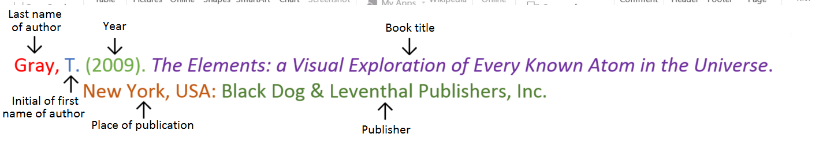 Last name
of author
Year
Book title
Gray, T. (2009). The Elements: a Visual Exploration of Every Known Atom in the Universe.
New York, USA: Black Dog & Leventhal Publishers, Inc.
Initial of first
name of author
Place of publication
Publisher